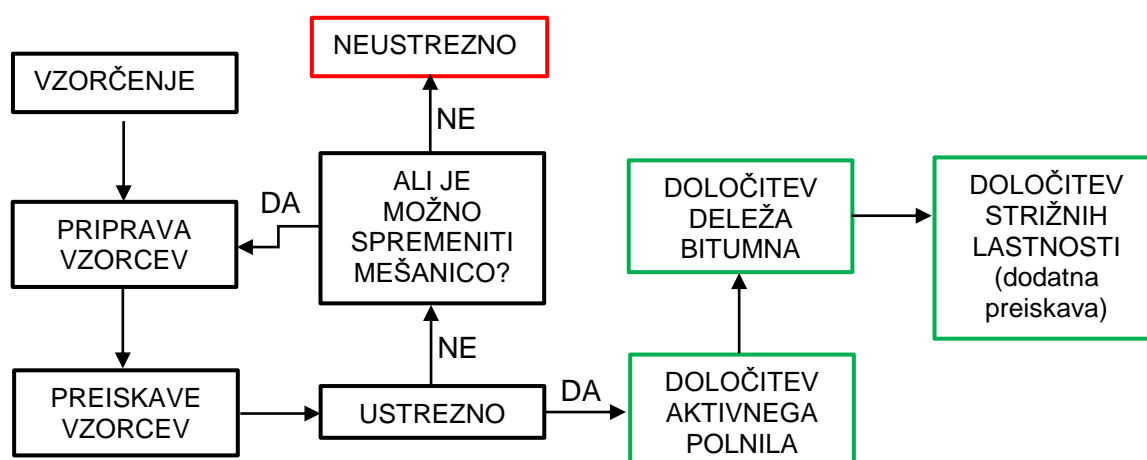 VZORČENJE
NEUSTREZNO
NE
DA
ALI JE
MOŽNO
SPREMENITI
MEŠANICO?
PRIPRAVA
VZORCEV
NE
PREISKAVE
VZORCEV
USTREZNO
DA
DOLOČITEV
AKTIVNEGA
POLNILA
DOLOČITEV
DELEŽA
BITUMNA
DOLOČITEV
STRIŽNIH
LASTNOSTI
(dodatna
preiskava)